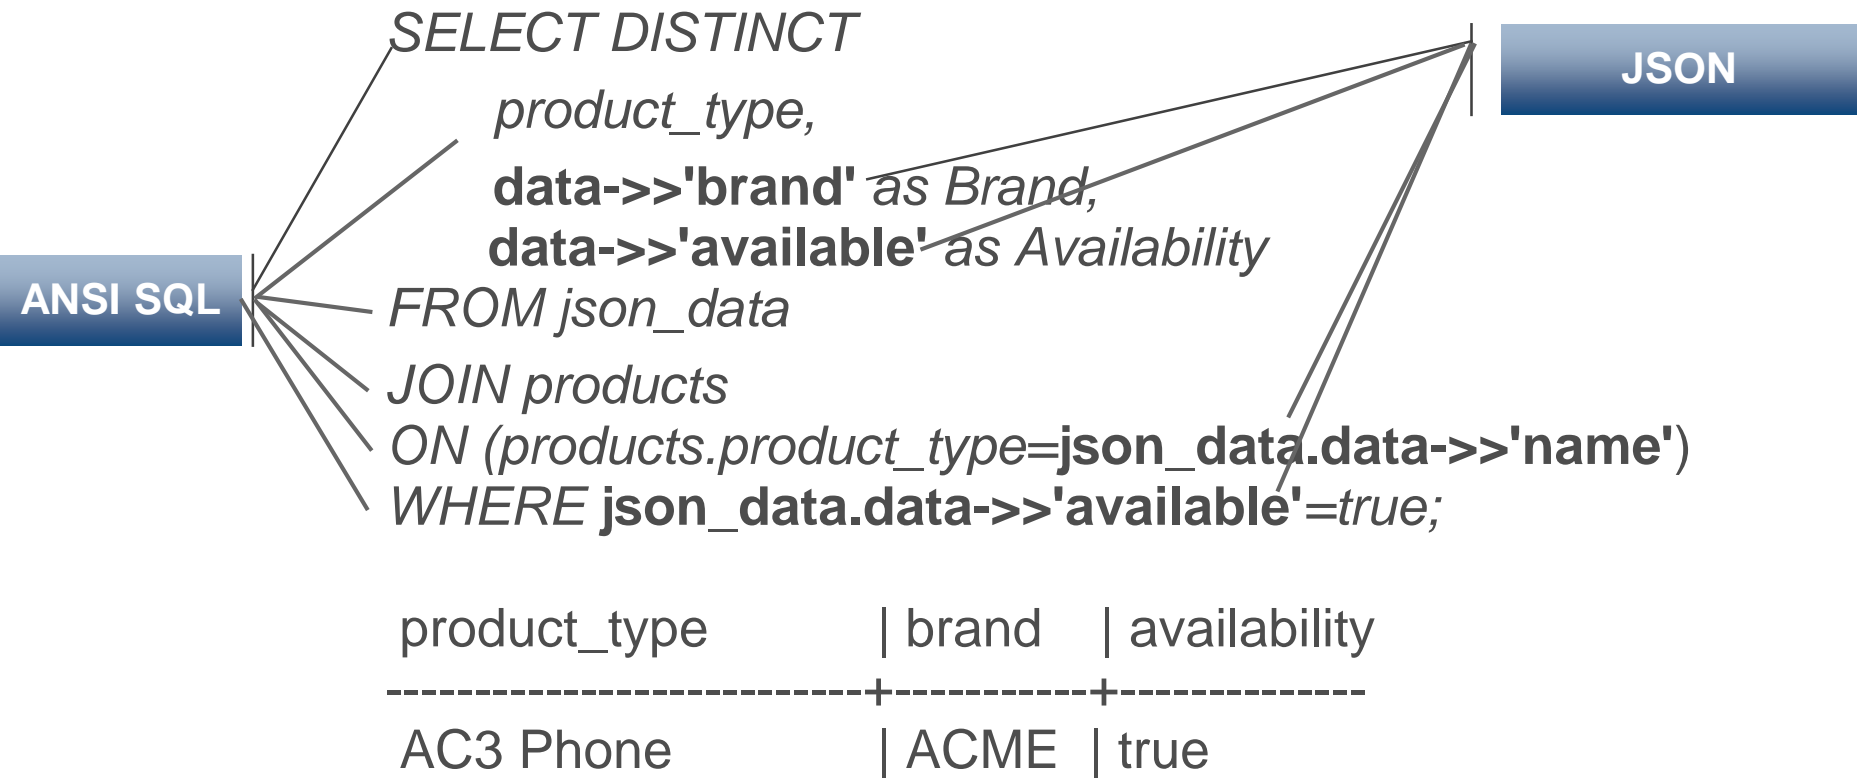 SELECT DISTINCT
JSON
product_type,
data->>'brand' as Brand,
data->>'available' as Availability
ANSI SQL
FROM json_data
JOIN products
ON (products.product_type=json_data.data->>'name')
WHERE json_data.data->>'available'=true;
product_type | brand | availability
---------------------------+-----------+--------------
AC3 Phone | ACME | true